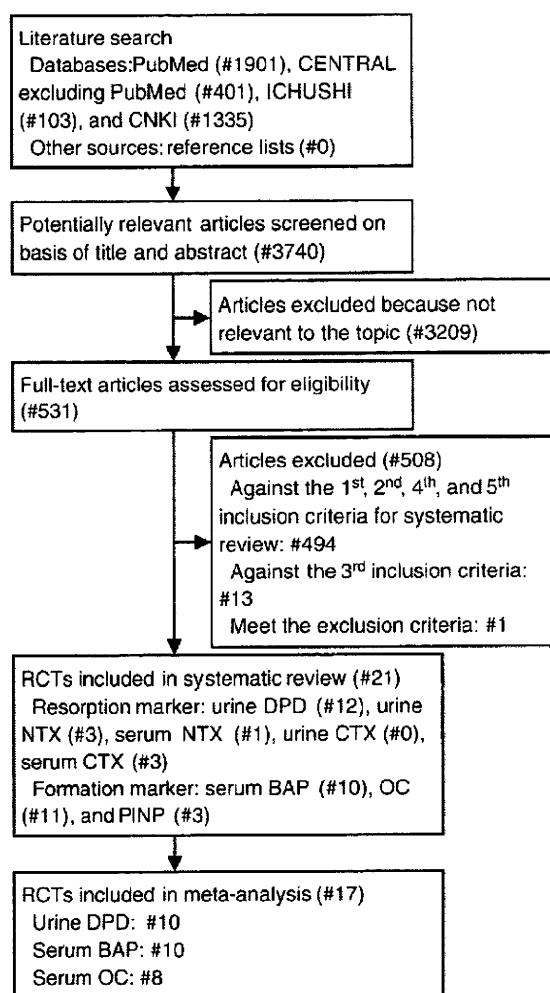 Literature search
Databases:PubMed (#1901), CENTRAL
excluding PubMed (#401), ICHUSHI
(#103), and CNKI (#1335)
Other sources: reference lists (#0)
Potentially relevant articles screened on
basis of title and abstract (#3740)
Articles excluded because not
relevant to the topic (#3209)
Full-text articles assessed for eligibility
(#531)
Articles excluded (#508)
Against the 1st, 2nd, 4th, and 5th
inclusion criteria for systematic
review: #494
Against the 3rd inclusion criteria:
#13
Meet the exclusion criteria: #1
RCTs included in systematic review (#21)
Resorption marker: urine DPD (#12), urine
NTX (#3), serum NTX (#1), urine CTX (#0),
serum CTX (#3)
Formation marker: serum BAP (#10), OC
(#11), and PINP (#3)
RCTs included in meta-analysis (#17)
Urine DPD: #10
Serum BAP: #10
Serum OC: #8